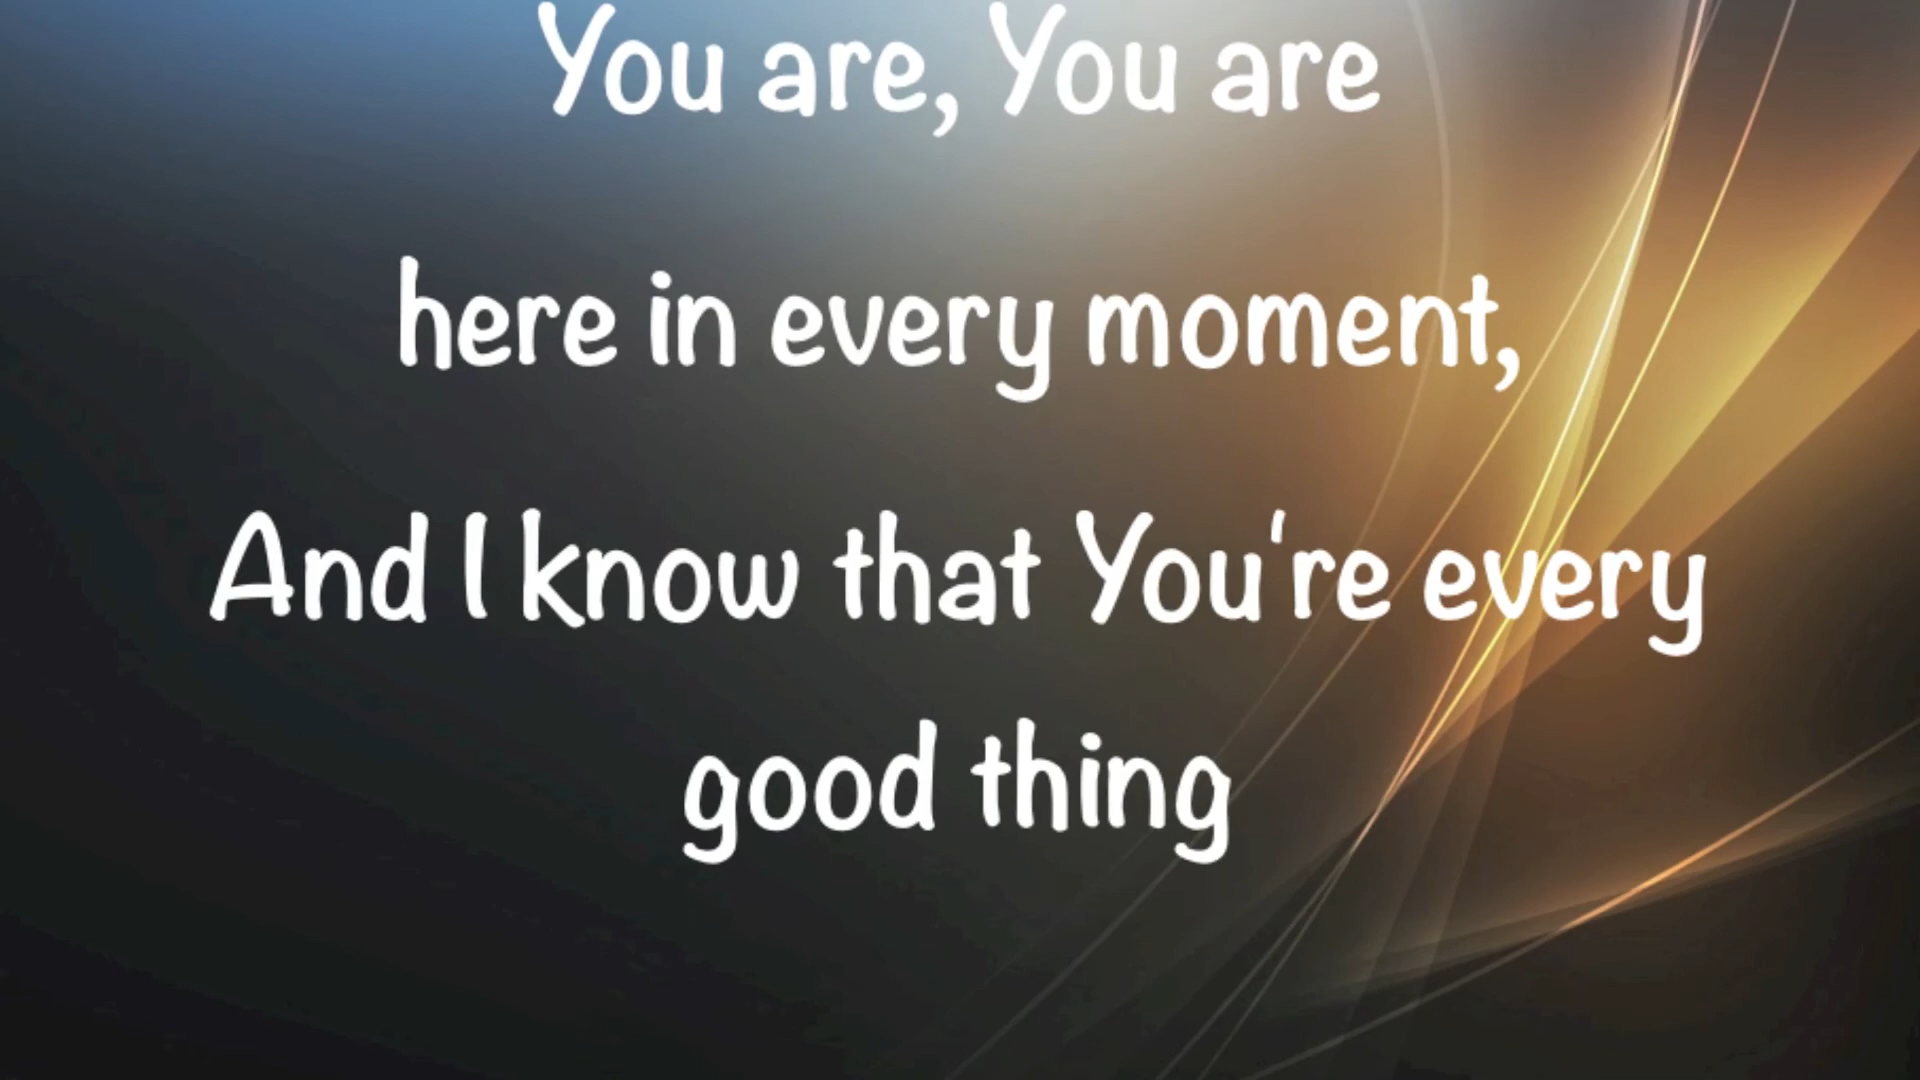 You are, You are
here in every moment,
And I know that You're every
good thing